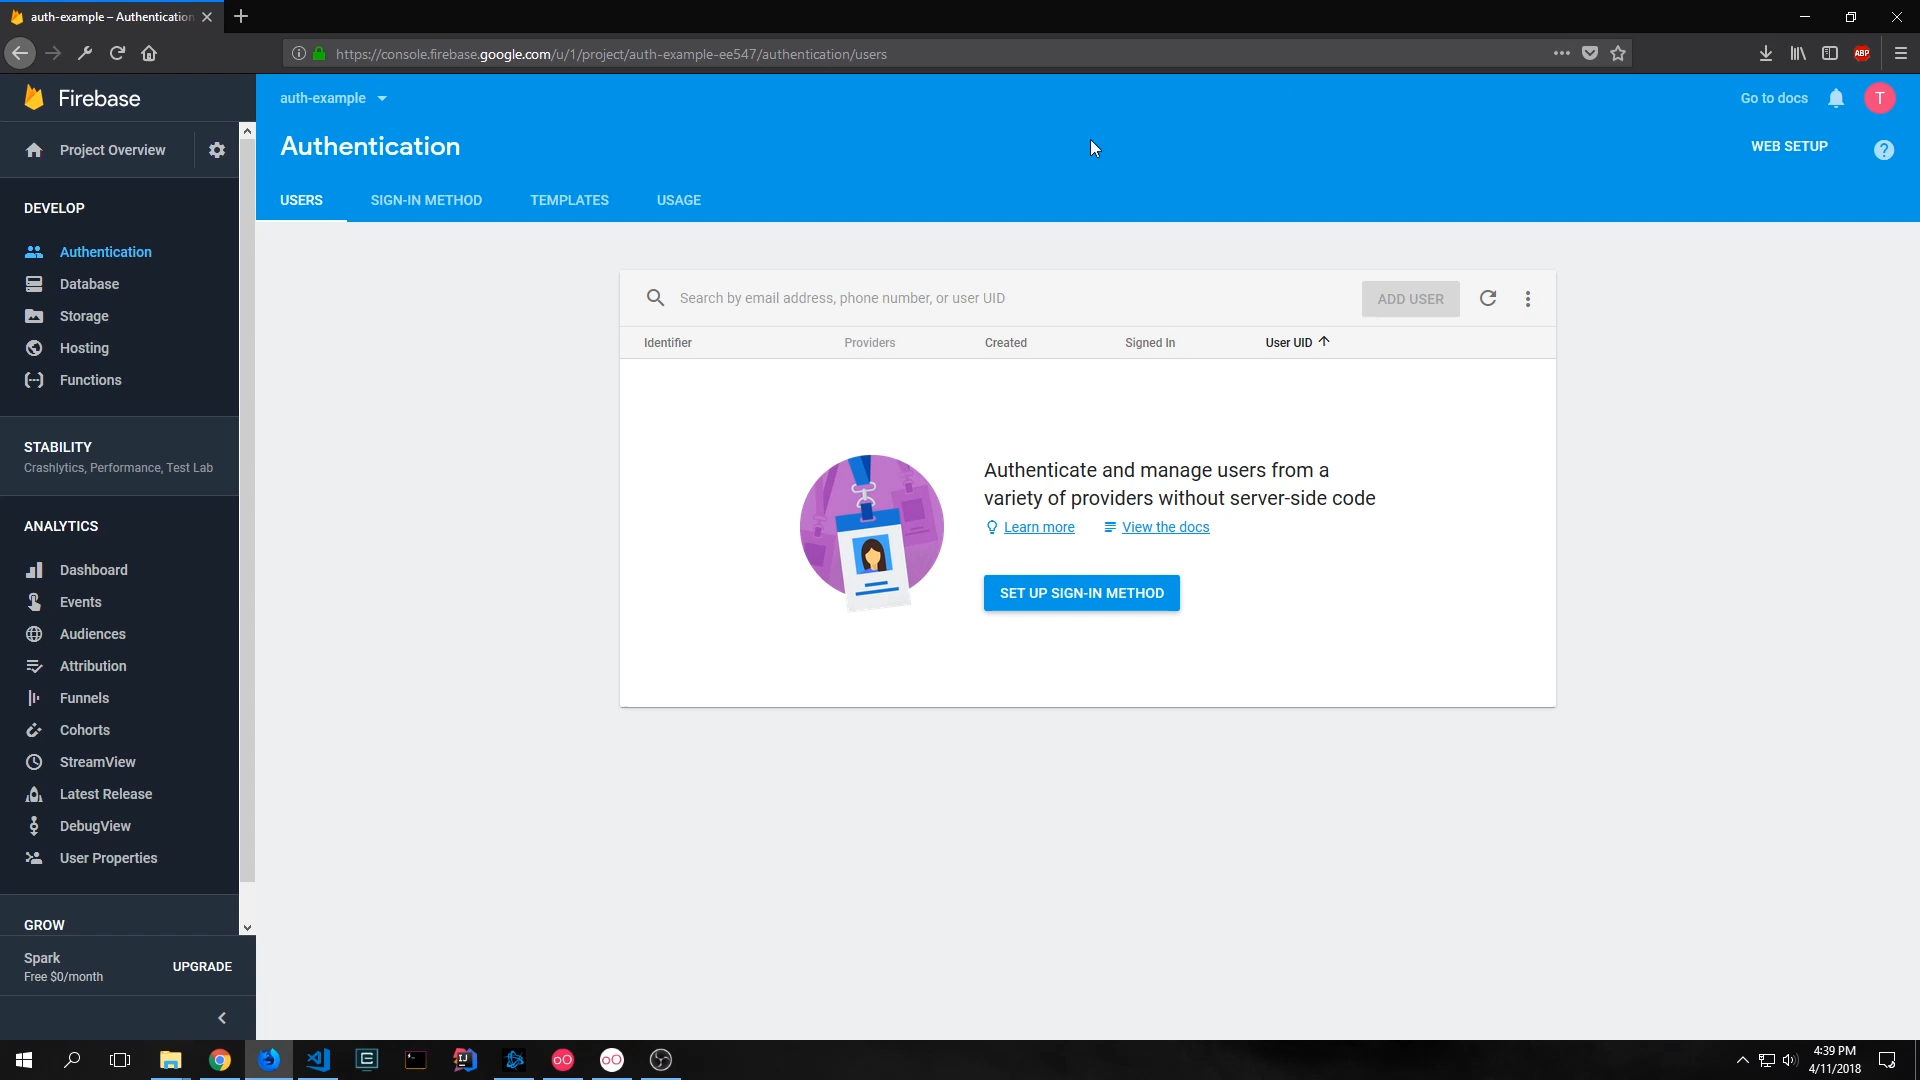 auth-example – Authentication
https://console.firebase.google.com/u/1/project/auth-example-ee547/authentication/users
ABP
Firebase
auth-example
Go to docs
T
Project Overview
Authentication
WEB SETUP
?
USERS
SIGN-IN METHOD
TEMPLATES
USAGE
DEVELOP
Authentication
Database
Storage
Hosting
Functions
STABILITY
Crashlytics, Performance, Test Lab
ANALYTICS
Dashboard
Events
Audiences
Attribution
Funnels
Cohorts
StreamView
Latest Release
DebugView
User Properties
GROW
Spark
Free $0/month
UPGRADE
Search by email address, phone number, or user UID
ADD USER
Identifier
Providers
Created
Signed In
User UID
Authenticate and manage users from a
variety of providers without server-side code
Learn more
View the docs
SET UP SIGN-IN METHOD
IJ
4:39 PM
4/11/2018